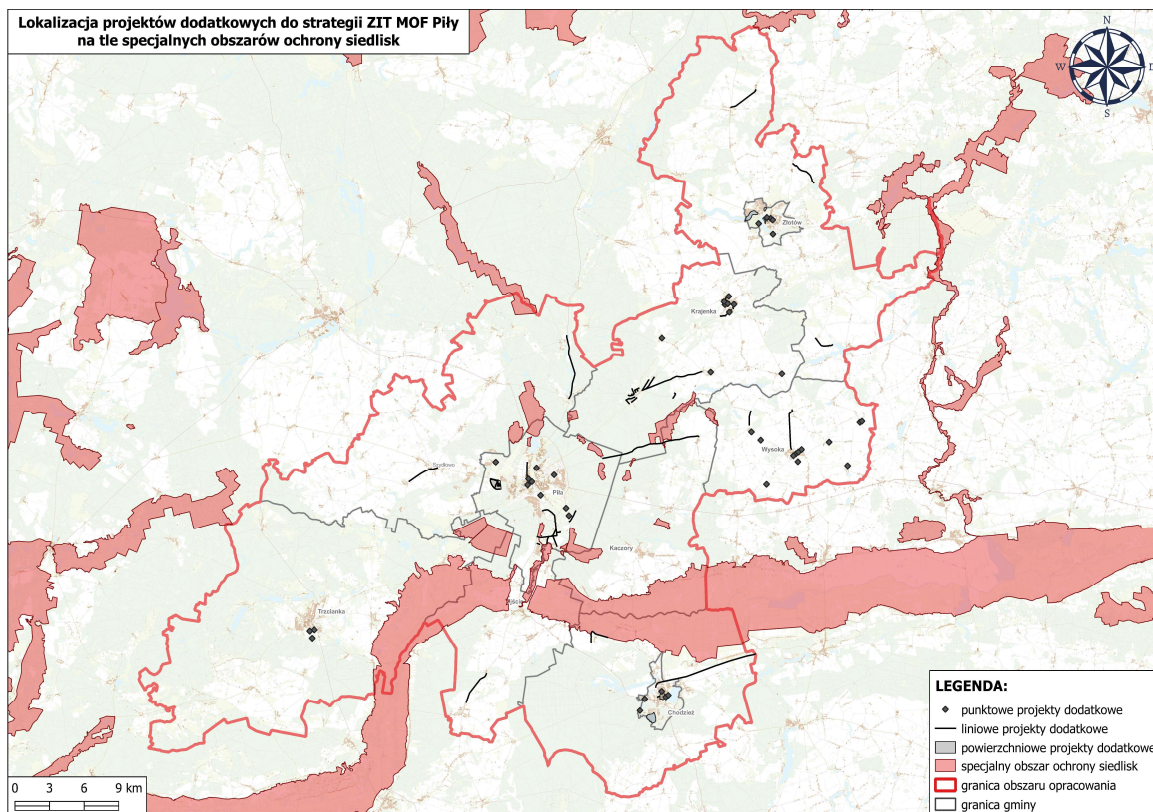 Lokalizacja projektów dodatkowych do strategii ZIT MOF Piły
na tle specjalnych obszarów ochrony siedlisk
N
W
E
S
Złotów
Krajenka
Wysoka
Szydłowo
Piła
Kaczory
Trzcianka
Ujście
Chodzież
LEGENDA:
punktowe projekty dodatkowe
liniowe projekty dodatkowe
powierzchniowe projekty dodatkowe
specjalny obszar ochrony siedlisk
granica obszaru opracowania
granica gminy
0 3 6 9 km